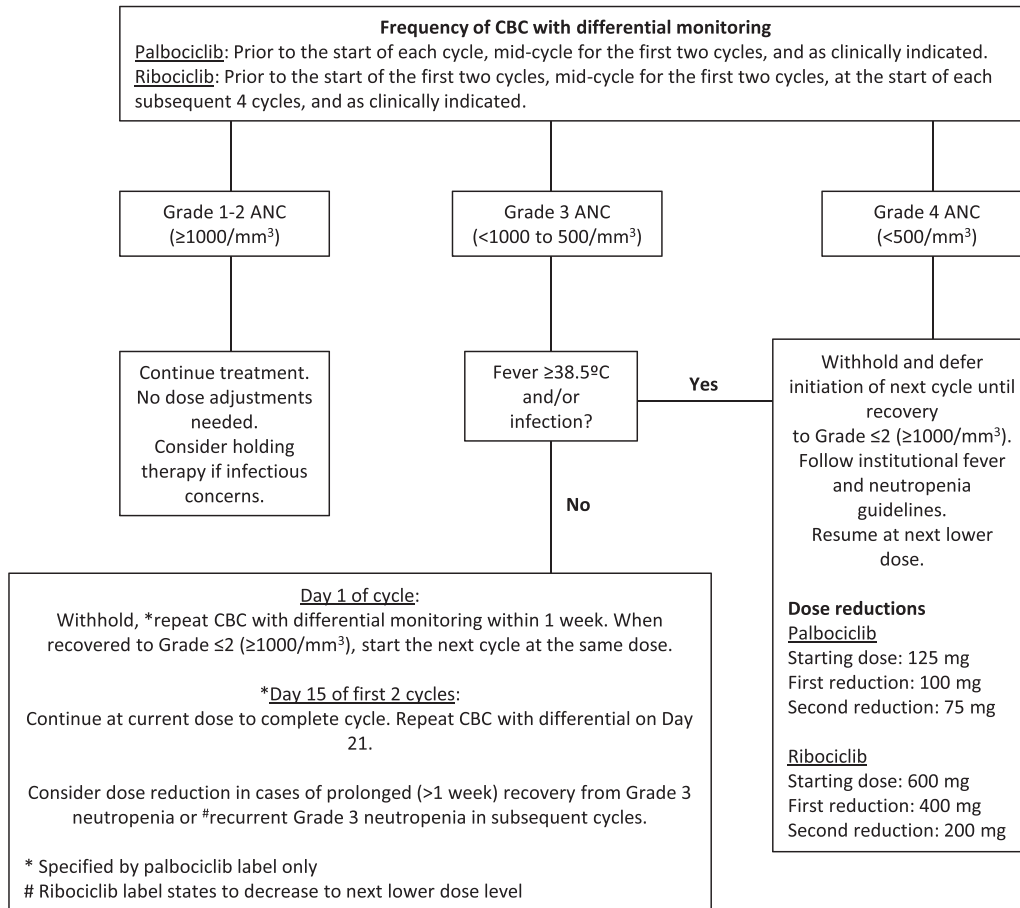 Frequency of CBC with differential monitoring
Palbociclib: Prior to the start of each cycle, mid-cycle for the first two cycles, and as clinically indicated.
Ribociclib: Prior to the start of the first two cycles, mid-cycle for the first two cycles, at the start of each
subsequent 4 cycles, and as clinically indicated.
Grade 1-2 ANC
(≥1000/mm³)
Grade 3 ANC
(<1000 to 500/mm³)
Grade 4 ANC
(<500/mm³)
Continue treatment.
No dose adjustments
needed.
Consider holding
therapy if infectious
concerns.
Fever ≥38.5ºC
and/or
infection?
Yes
No
Withhold and defer
initiation of next cycle until
recovery
to Grade ≤2 (≥1000/mm³).
Follow institutional fever
and neutropenia
guidelines.
Resume at next lower
dose.
Dose reductions
Palbociclib
Starting dose: 125 mg
First reduction: 100 mg
Second reduction: 75 mg
Ribociclib
Starting dose: 600 mg
First reduction: 400 mg
Second reduction: 200 mg
Day 1 of cycle:
Withhold, *repeat CBC with differential monitoring within 1 week. When
recovered to Grade ≤2 (≥1000/mm³), start the next cycle at the same dose.
*Day 15 of first 2 cycles:
Continue at current dose to complete cycle. Repeat CBC with differential on Day
21.
Consider dose reduction in cases of prolonged (>1 week) recovery from Grade 3
neutropenia or #recurrent Grade 3 neutropenia in subsequent cycles.
* Specified by palbociclib label only
# Ribociclib label states to decrease to next lower dose level